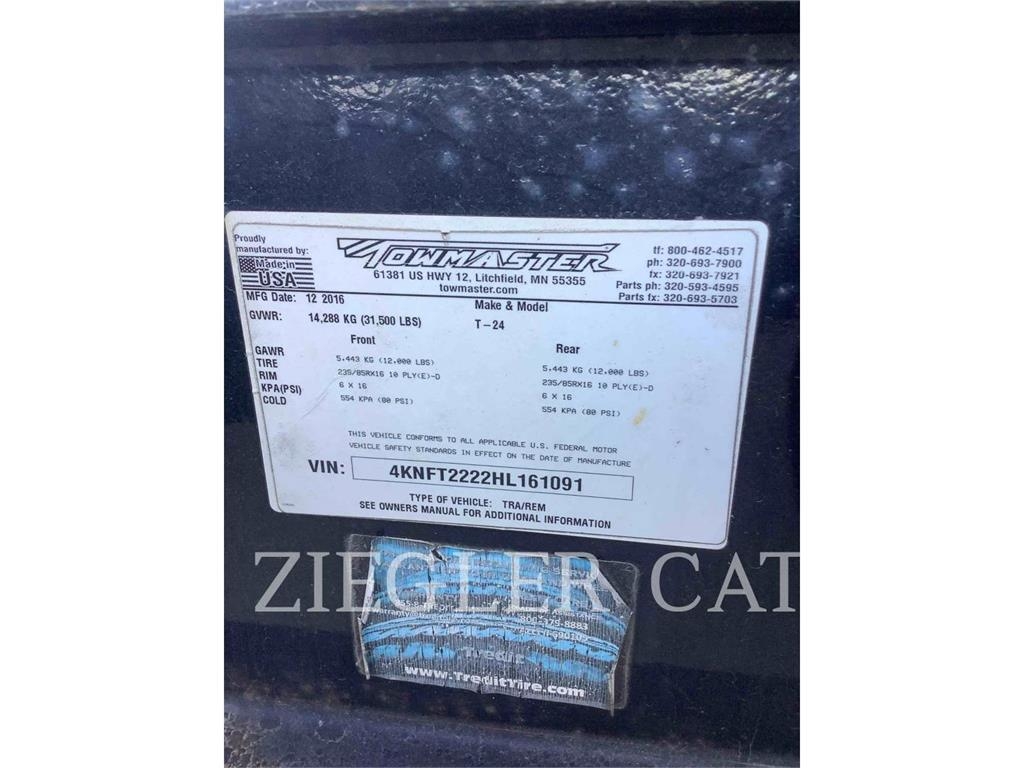 Proudly
manufactured by:
Made in
USA
TOWMASTER
61381 US HWY 12, Litchfield, MN 55355
towmaster.com
tf: 800-462-4517
ph: 320-693-7900
fx: 320-693-7921
Parts ph: 320-593-4595
Parts fx: 320-693-5703
MFG Date: 12 2016
Make & Model
GVWR: 14,288 KG (31,500 LBS) T-24
Front Rear
GAWR 5,443 KG (12,000 LBS) 5,443 KG (12,000 LBS)
TIRE 235/85RX16 10 PLY(E)-D 235/85RX16 10 PLY(E)-D
RIM 6 X 16 6 X 16
KPA(PSI)
COLD 554 KPA (80 PSI) 554 KPA (80 PSI)
THIS VEHICLE CONFORMS TO ALL APPLICABLE U.S. FEDERAL MOTOR
VEHICLE SAFETY STANDARDS IN EFFECT ON THE DATE OF MANUFACTURE
VIN: 4KNFT2222HL161091
TYPE OF VEHICLE: TRA/REM
SEE OWNERS MANUAL FOR ADDITIONAL INFORMATION
ZIEGLER CAT
800-379-8883
Tredit
www.TreditTire.com